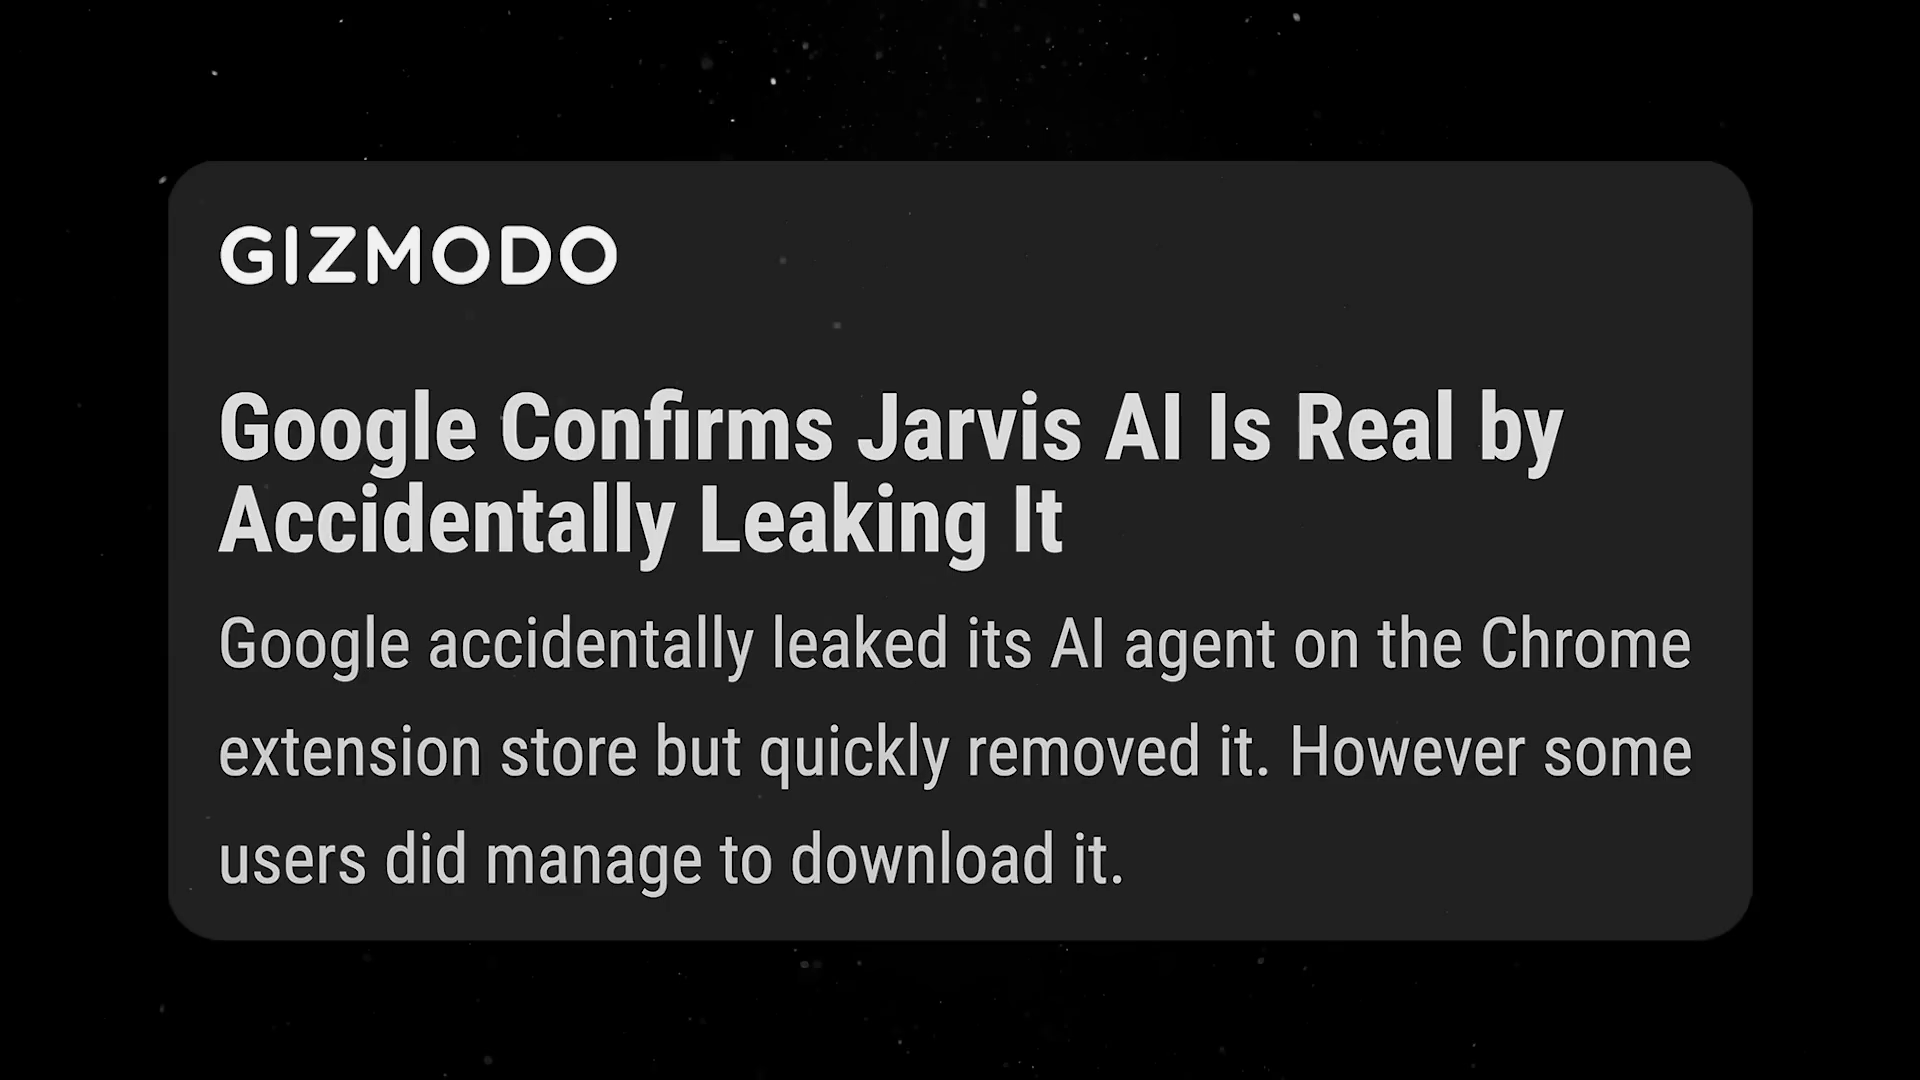 GIZMODO
Google Confirms Jarvis AI Is Real by
Accidentally Leaking It
Google accidentally leaked its AI agent on the Chrome
extension store but quickly removed it. However some
users did manage to download it.